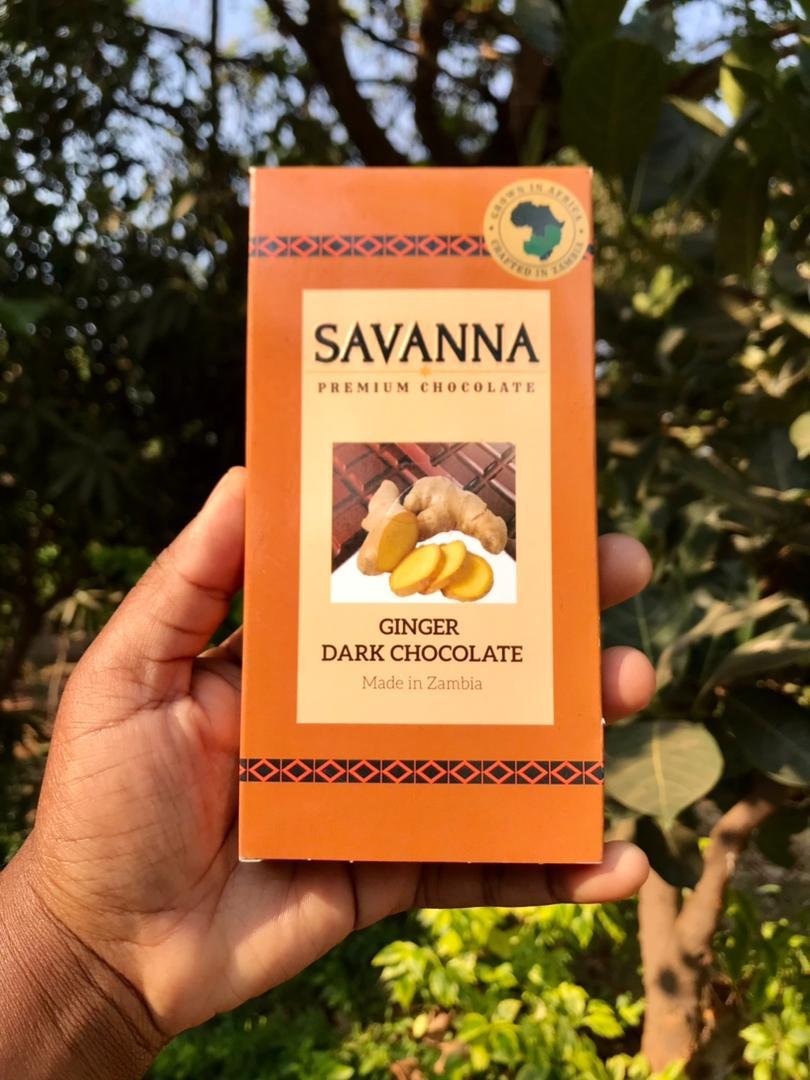 GROWN IN AFRICA
CRAFTED IN ZAMBIA
SAVANNA
PREMIUM CHOCOLATE
GINGER
DARK CHOCOLATE
Made in Zambia